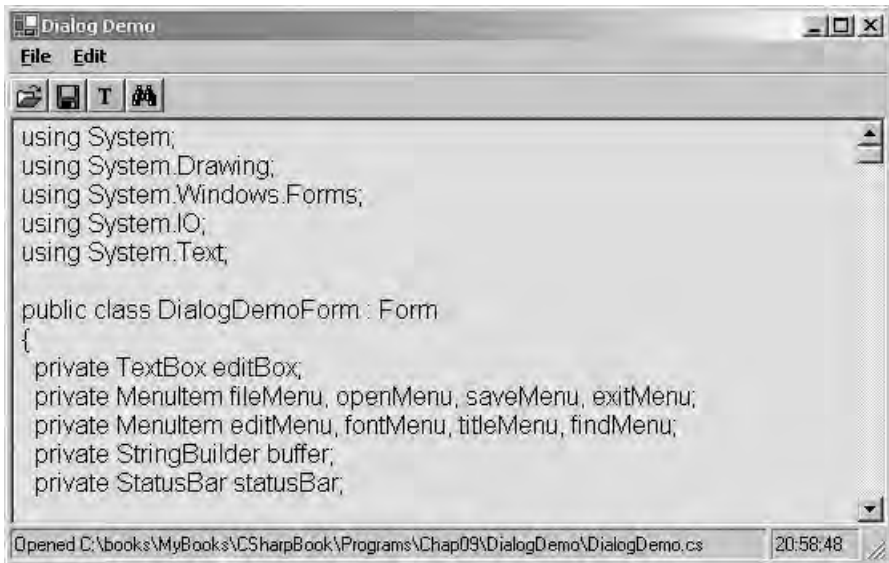 Dialog Demo
File Edit
T
using System;
using System.Drawing;
using System.Windows.Forms;
using System.IO;
using System.Text;
public class DialogDemoForm : Form
{
private TextBox editBox;
private MenuItem fileMenu, openMenu, saveMenu, exitMenu;
private MenuItem editMenu, fontMenu, titleMenu, findMenu;
private StringBuilder buffer;
private StatusBar statusBar;
Opened C:\books\MyBooks\CSharpBook\Programs\Chap09\DialogDemo\DialogDemo.cs 20:58:48